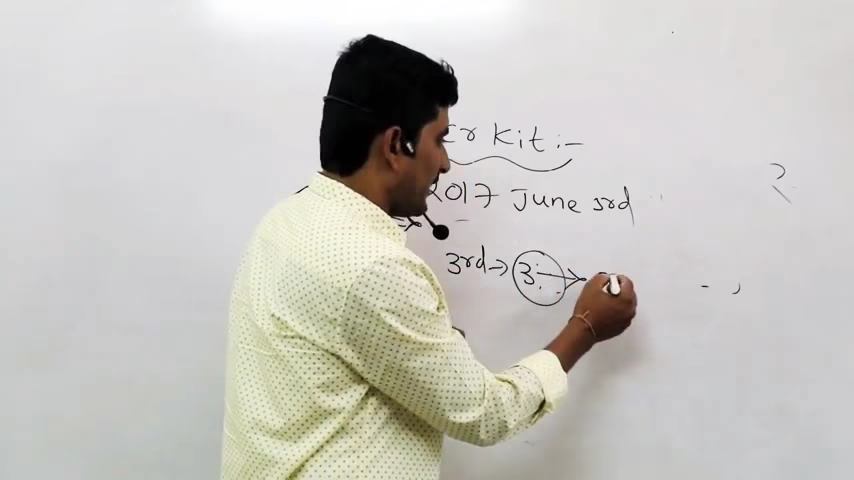 Kit :-
2017 June 3rd
3rd → 3 →